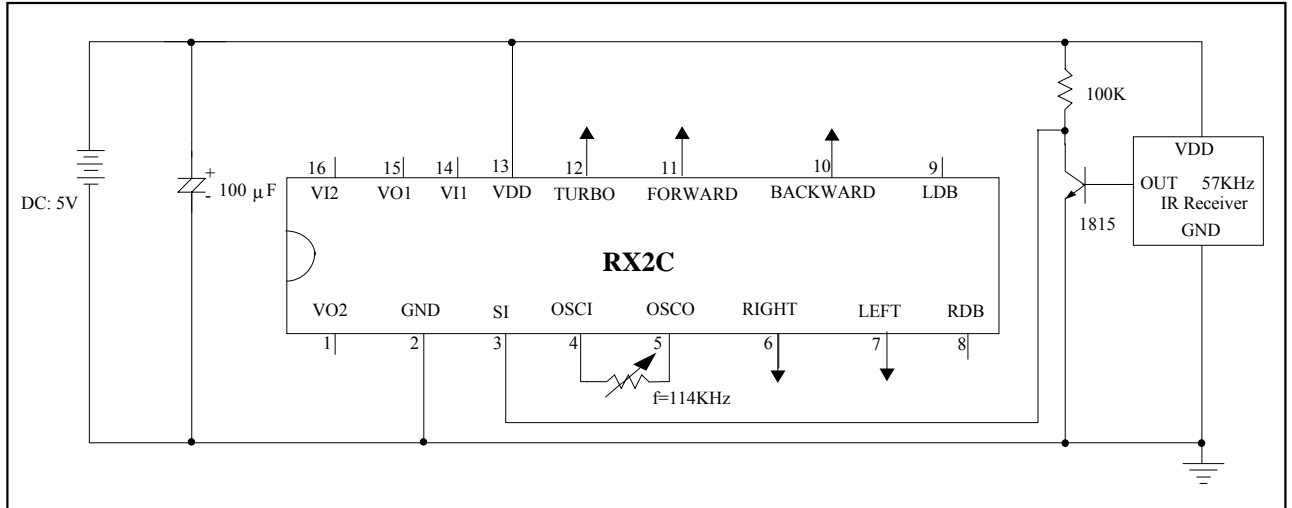 100K
VDD
OUT 57KHz
IR Receiver
GND
1815
DC: 5V
+
100 μF
-
16 15 14 13 12 11 10 9
VI2 VO1 VI1 VDD TURBO FORWARD BACKWARD LDB
RX2C
VO2 GND SI OSCI OSCO RIGHT LEFT RDB
1 2 3 4 5 6 7 8
f=114KHz